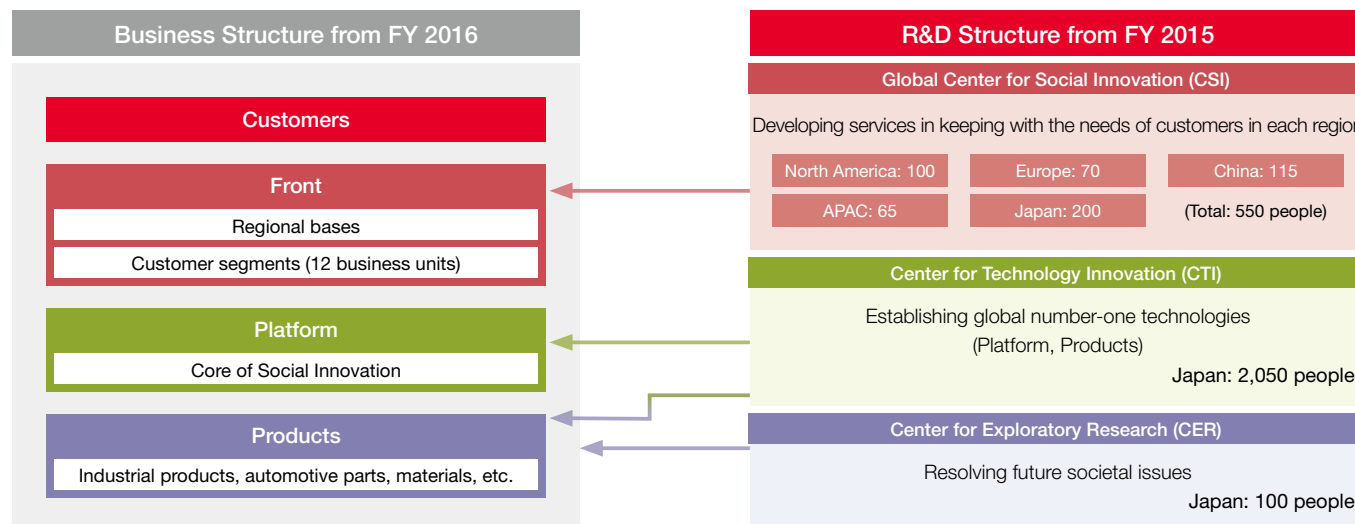 Business Structure from FY 2016
Customers
Front
Regional bases
Customer segments (12 business units)
Platform
Core of Social Innovation
Products
Industrial products, automotive parts, materials, etc.
R&D Structure from FY 2015
Global Center for Social Innovation (CSI)
Developing services in keeping with the needs of customers in each region
North America: 100
Europe: 70
China: 115
APAC: 65
Japan: 200
(Total: 550 people)
Center for Technology Innovation (CTI)
Establishing global number-one technologies
(Platform, Products)
Japan: 2,050 people
Center for Exploratory Research (CER)
Resolving future societal issues
Japan: 100 people